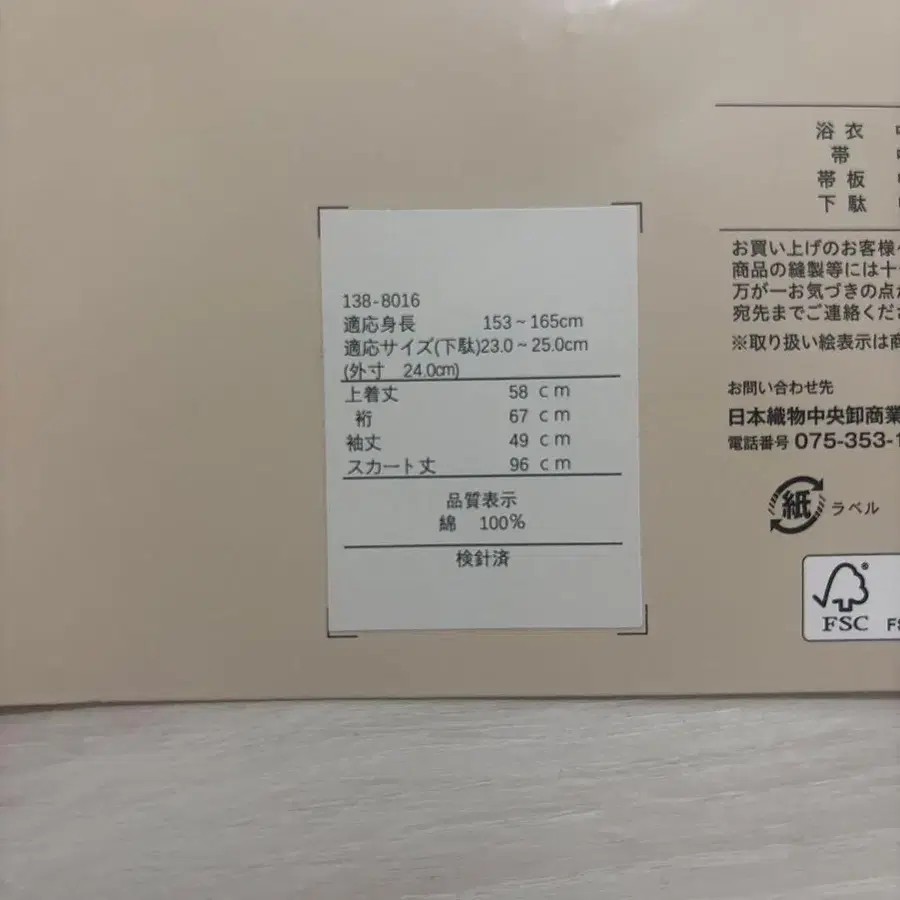 138-8016
適応身長 153~165cm
適応サイズ(下駄)23.0~25.0cm
(外寸 24.0cm)
上着丈 58 cm
裄 67 cm
袖丈 49 cm
スカート丈 96 cm
品質表示
綿 100%
検針済
浴衣
帯
帯板
下駄
お買い上げのお客様
商品の縫製等には十
万が一お気づきの点
宛先までご連絡くだ
※取り扱い絵表示は
お問い合わせ先
日本織物中央卸商業
電話番号 075-353-1
紙 ラベル
FSC